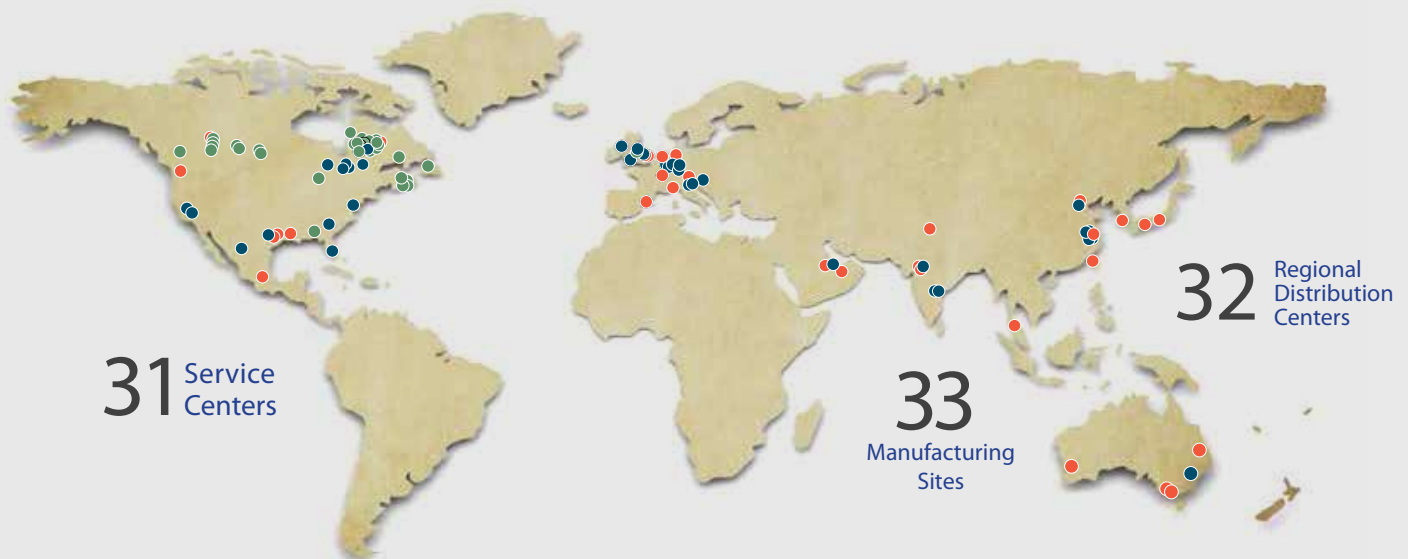 32 Regional
Distribution
Centers
31 Service
Centers
33
Manufacturing
Sites